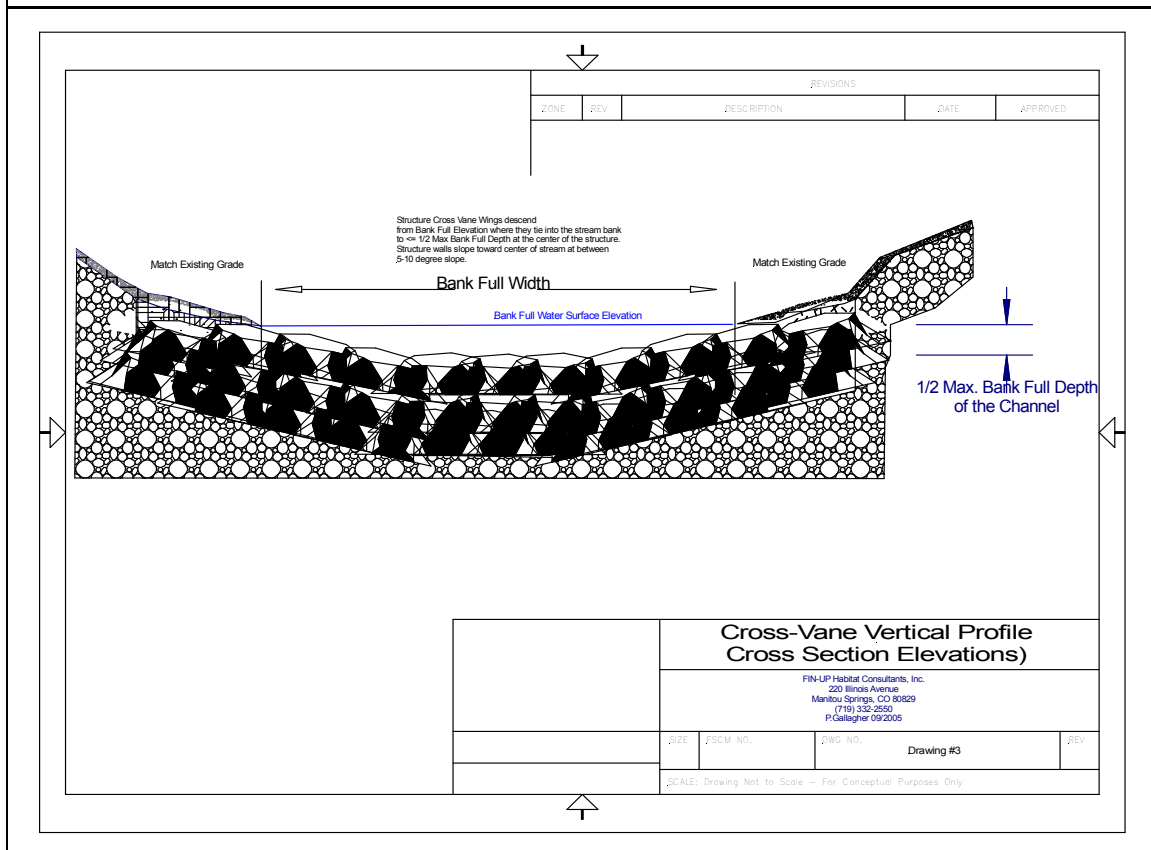 REVISIONS
ZONE REV DESCRIPTION DATE APPROVED
Structure Cross Vane Wings descend
from Bank Full Elevation where they tie into the stream bank
to <= 1/2 Max Bank Full Depth at the center of the structure.
Structure walls slope toward center of stream at between
5-10 degree slope.
Match Existing Grade
Match Existing Grade
Bank Full Width
Bank Full Water Surface Elevation
1/2 Max. Bank Full Depth
of the Channel
Cross-Vane Vertical Profile
Cross Section Elevations)
FIN-UP Habitat Consultants, Inc.
220 Illinois Avenue
Manitou Springs, CO 80829
(719) 332-2550
P.Gallagher 09/2005
SIZE FSCM NO. DWG NO. REV
Drawing #3
SCALE: Drawing Not to Scale - For Conceptual Purposes Only